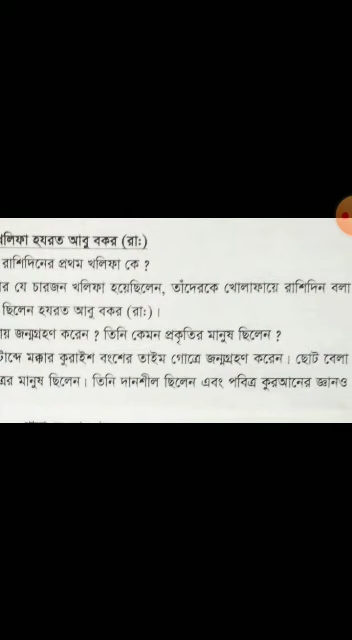 খলিফা হযরত আবু বকর (রাঃ)
রাশিদিনের প্রথম খলিফা কে ?
র যে চারজন খলিফা হয়েছিলেন, তাঁদেরকে খোলাফায়ে রাশিদিন বলা
ছিলেন হযরত আবু বকর (রাঃ)।
য় জন্মগ্রহণ করেন ? তিনি কেমন প্রকৃতির মানুষ ছিলেন ?
টাব্দে মক্কার কুরাইশ বংশের তাইম গোত্রে জন্মগ্রহণ করেন। ছোট বেলা
ত্রের মানুষ ছিলেন। তিনি দানশীল ছিলেন এবং পবিত্র কুরআনের জ্ঞানও